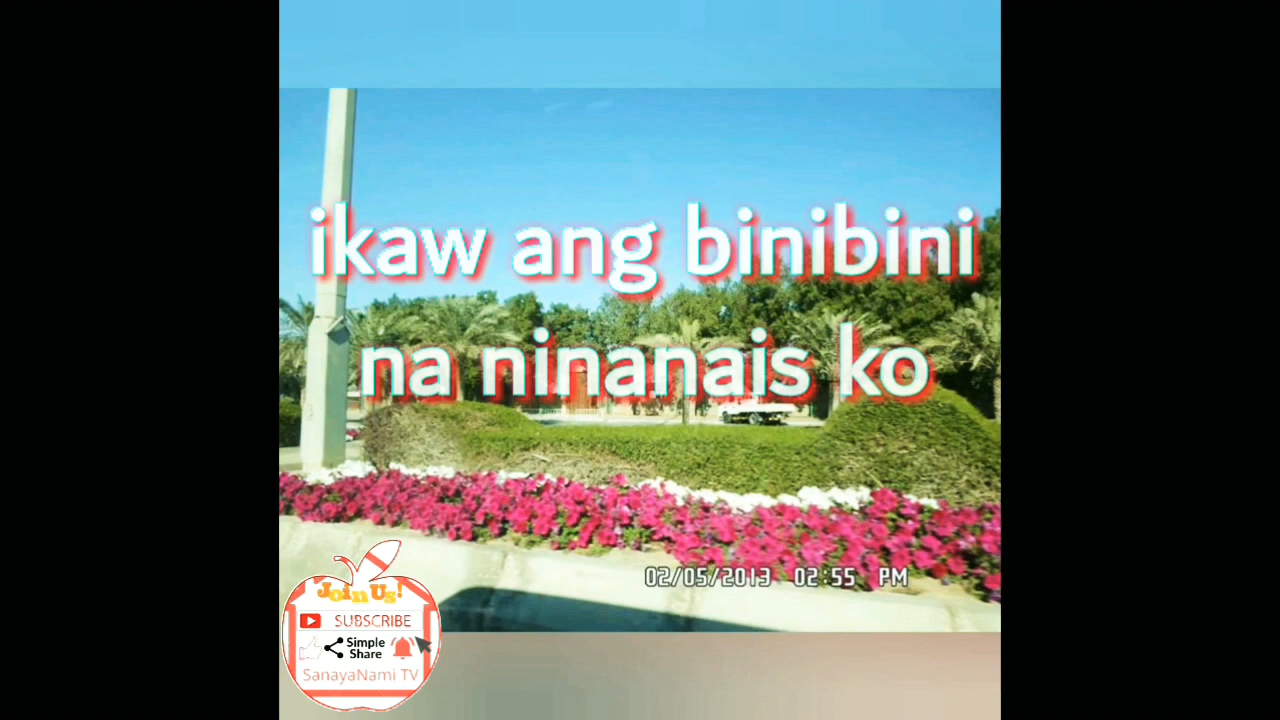 ikaw ang binibini
na ninanais ko
02/05/2013 02:55 PM
Join Us!
SUBSCRIBE
Simple
Share
SanayaNami TV